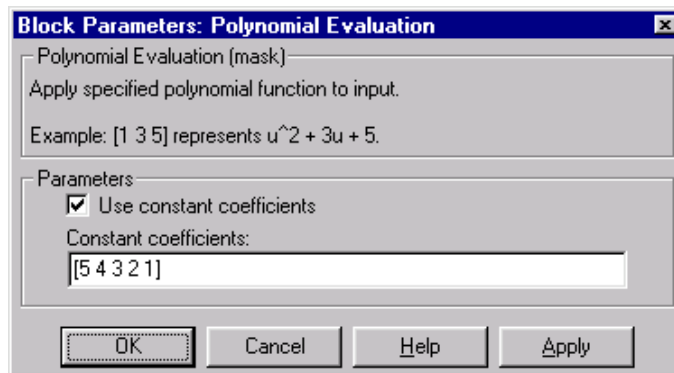 Block Parameters: Polynomial Evaluation
Polynomial Evaluation (mask)
Apply specified polynomial function to input.
Example: [1 3 5] represents u^2 + 3u + 5.
Parameters
Use constant coefficients
Constant coefficients:
[5 4 3 2 1]
OK Cancel Help Apply